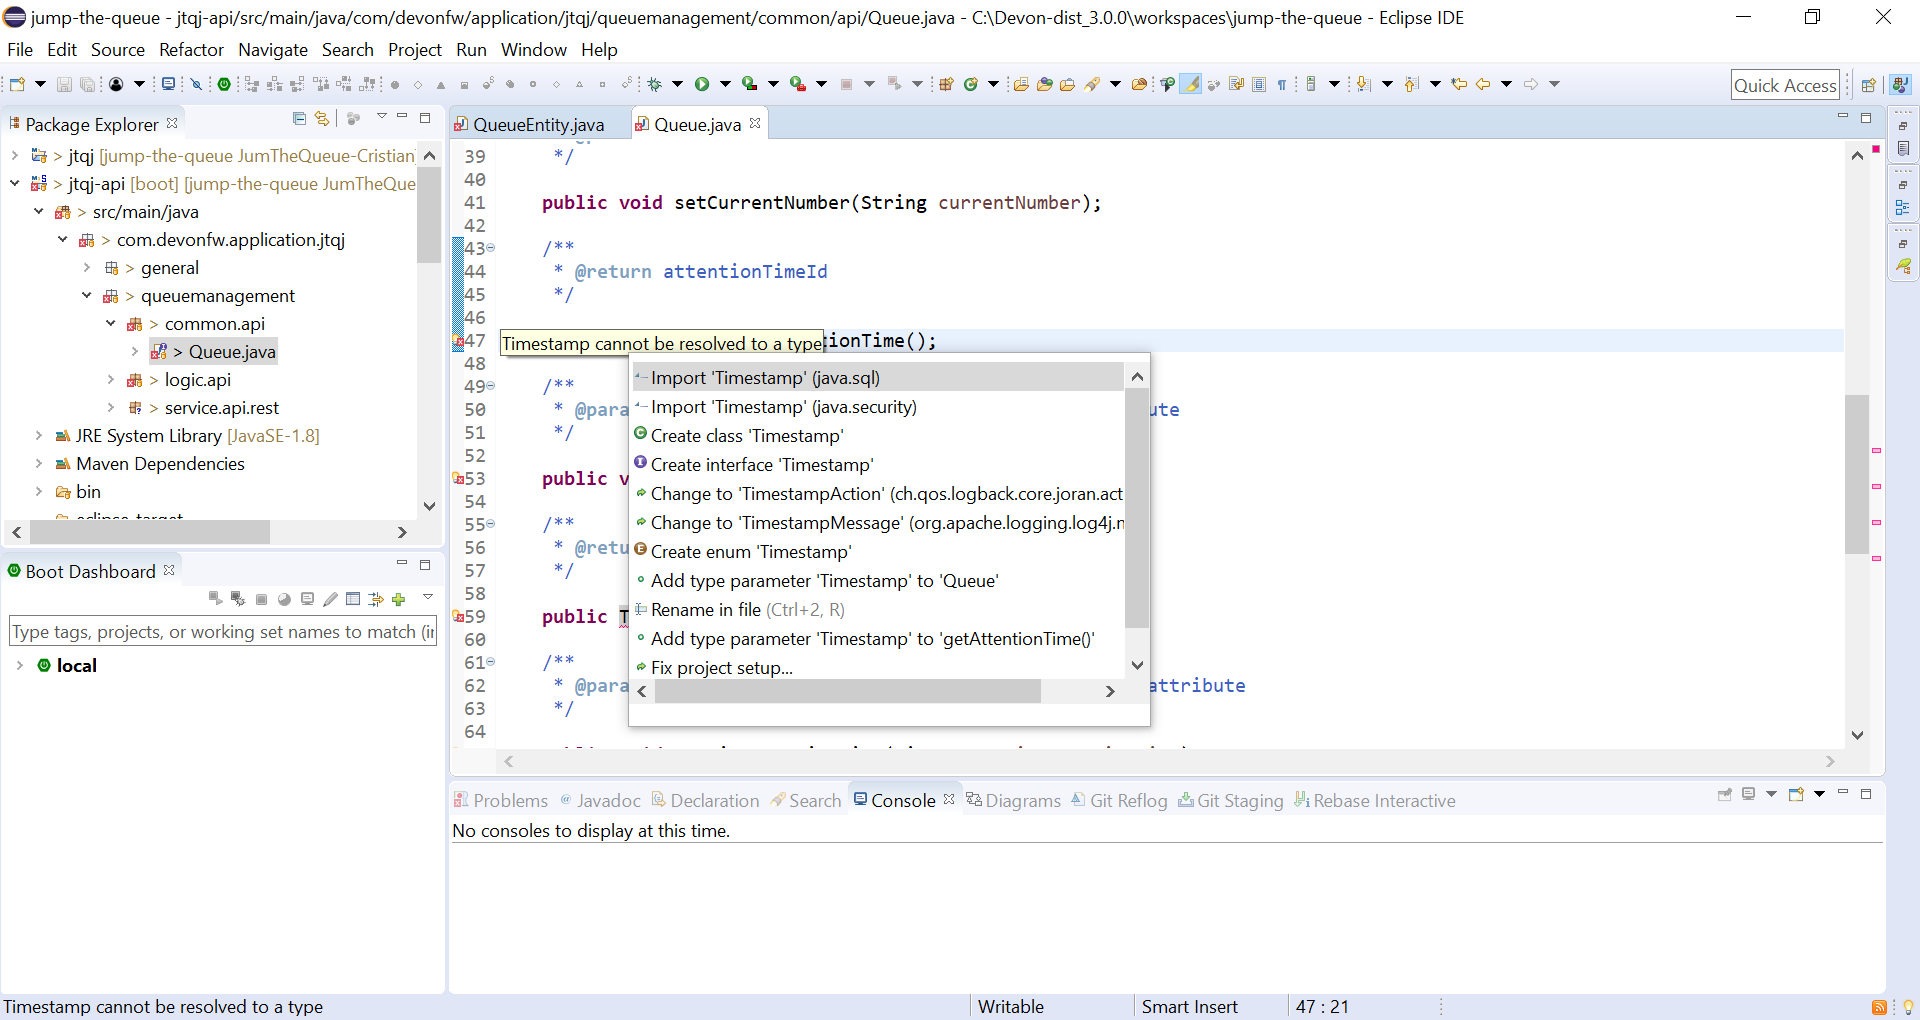 jump-the-queue - jtqj-api/src/main/java/com/devonfw/application/jtqj/queuemanagement/common/api/Queue.java - C:\Devon-dist_3.0.0\workspaces\jump-the-queue - Eclipse IDE
File Edit Source Refactor Navigate Search Project Run Window Help
Quick Access
Package Explorer
> jtqj [jump-the-queue JumTheQueue-Cristian]
> jtqj-api [boot] [jump-the-queue JumTheQue
> src/main/java
> com.devonfw.application.jtqj
> general
> queuemanagement
> common.api
> Queue.java
> logic.api
> service.api.rest
JRE System Library [JavaSE-1.8]
Maven Dependencies
bin
eclipse-target
Boot Dashboard
Type tags, projects, or working set names to match (in
local
QueueEntity.java
Queue.java
39 */
40
41 public void setCurrentNumber(String currentNumber);
42
43 /**
44 * @return attentionTimeId
45 */
46
47 tionTime();
Timestamp cannot be resolved to a type
48
49 /**
50 * @para ute
51 */
52
53 public v
54
55 /**
56 * @retu
57 */
58
59 public T
60
61 /**
62 * @para attribute
63 */
64
Import 'Timestamp' (java.sql)
Import 'Timestamp' (java.security)
Create class 'Timestamp'
Create interface 'Timestamp'
Change to 'TimestampAction' (ch.qos.logback.core.joran.act
Change to 'TimestampMessage' (org.apache.logging.log4j.m
Create enum 'Timestamp'
Add type parameter 'Timestamp' to 'Queue'
Rename in file (Ctrl+2, R)
Add type parameter 'Timestamp' to 'getAttentionTime()'
Fix project setup...
Problems @ Javadoc Declaration Search Console Diagrams Git Reflog Git Staging Rebase Interactive
No consoles to display at this time.
Timestamp cannot be resolved to a type
Writable
Smart Insert
47 : 21